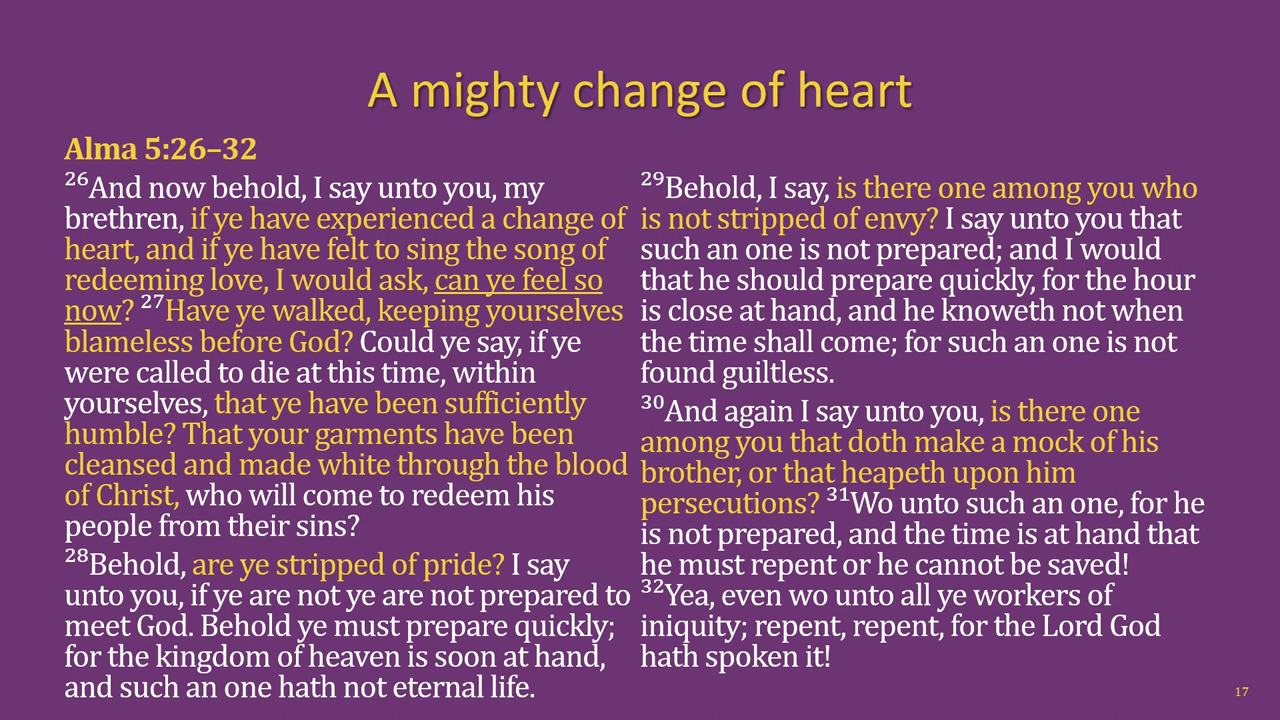 A mighty change of heart
Alma 5:26–32
²⁶And now behold, I say unto you, my
brethren, if ye have experienced a change of
heart, and if ye have felt to sing the song of
redeeming love, I would ask, can ye feel so
now? ²⁷Have ye walked, keeping yourselves
blameless before God? Could ye say, if ye
were called to die at this time, within
yourselves, that ye have been sufficiently
humble? That your garments have been
cleansed and made white through the blood
of Christ, who will come to redeem his
people from their sins?
²⁸Behold, are ye stripped of pride? I say
unto you, if ye are not ye are not prepared to
meet God. Behold ye must prepare quickly;
for the kingdom of heaven is soon at hand,
and such an one hath not eternal life.
²⁹Behold, I say, is there one among you who
is not stripped of envy? I say unto you that
such an one is not prepared; and I would
that he should prepare quickly, for the hour
is close at hand, and he knoweth not when
the time shall come; for such an one is not
found guiltless.
³⁰And again I say unto you, is there one
among you that doth make a mock of his
brother, or that heapeth upon him
persecutions? ³¹Wo unto such an one, for he
is not prepared, and the time is at hand that
he must repent or he cannot be saved!
³²Yea, even wo unto all ye workers of
iniquity; repent, repent, for the Lord God
hath spoken it!
17